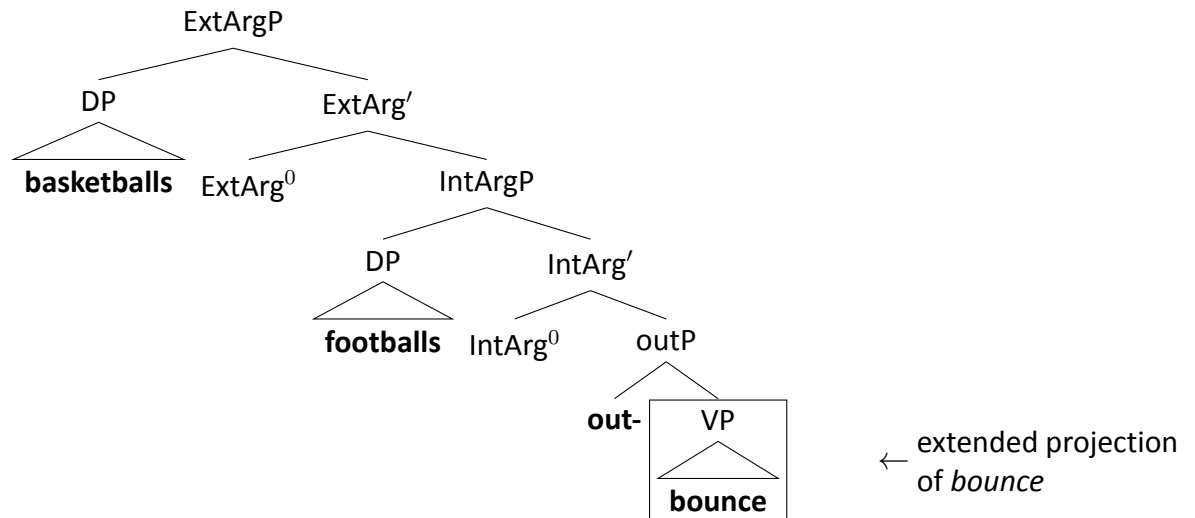 ExtArgP
DP ExtArg′
basketballs ExtArg⁰ IntArgP
DP IntArg′
footballs IntArg⁰ outP
out- VP
← extended projection
of bounce
bounce